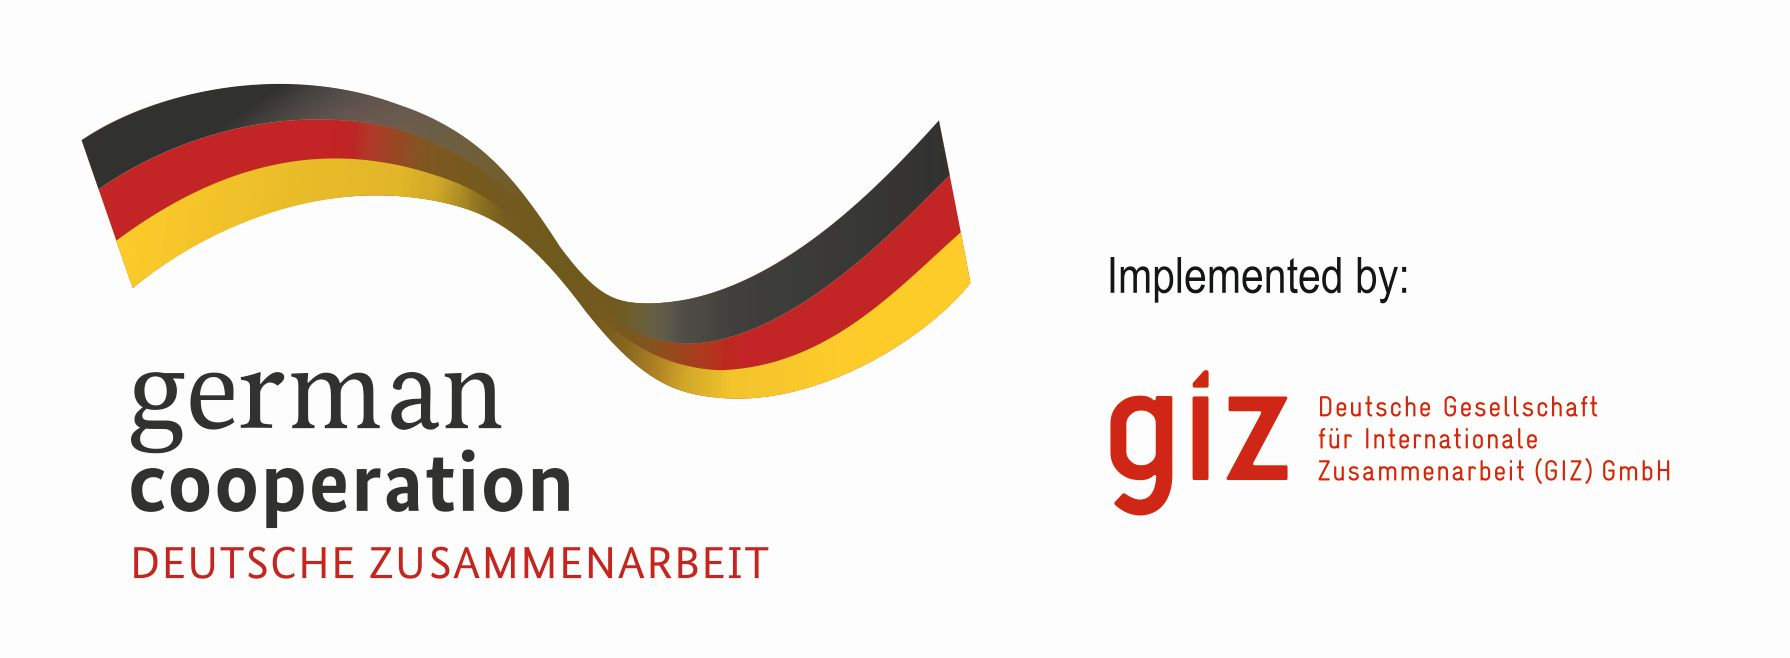 german
cooperation
DEUTSCHE ZUSAMMENARBEIT
Implemented by:
giz
Deutsche Gesellschaft
für Internationale
Zusammenarbeit (GIZ) GmbH